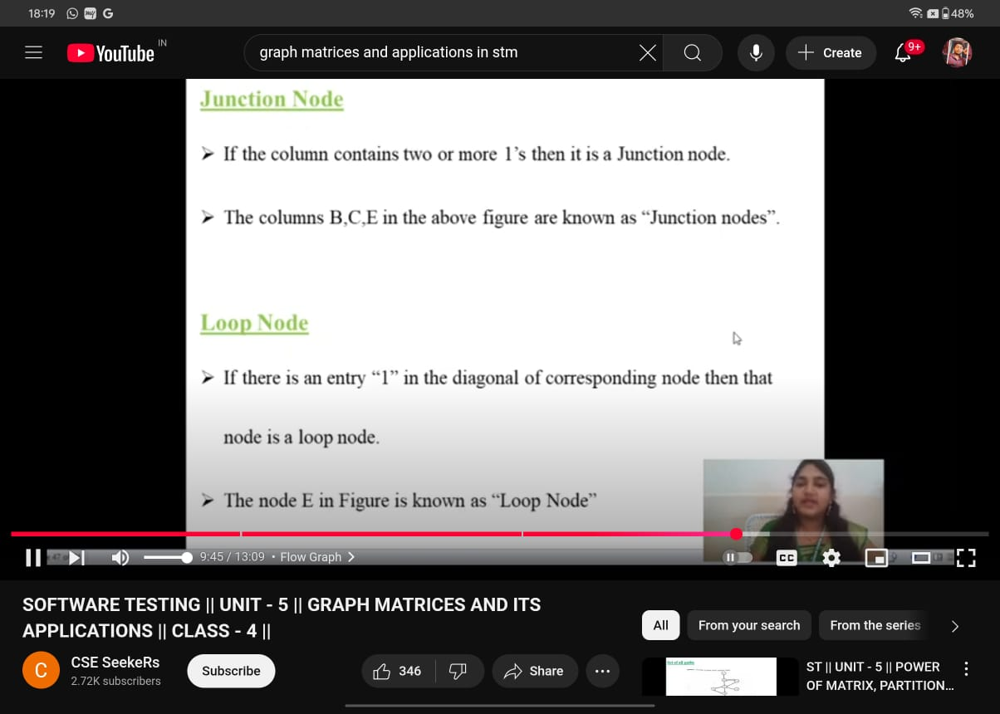 18:19 my G 48%
YouTube IN
graph matrices and applications in stm
Create
9+
Junction Node
➤ If the column contains two or more 1’s then it is a Junction node.
➤ The columns B,C,E in the above figure are known as “Junction nodes”.
Loop Node
➤ If there is an entry “1” in the diagonal of corresponding node then that
node is a loop node.
➤ The node E in Figure is known as “Loop Node”
9:45 / 13:09 • Flow Graph
CC
SOFTWARE TESTING || UNIT - 5 || GRAPH MATRICES AND ITS
APPLICATIONS || CLASS - 4 ||
All
From your search
From the series
C
CSE SeekeRs
2.72K subscribers
Subscribe
346
Share
ST || UNIT - 5 || POWER
OF MATRIX, PARTITION...